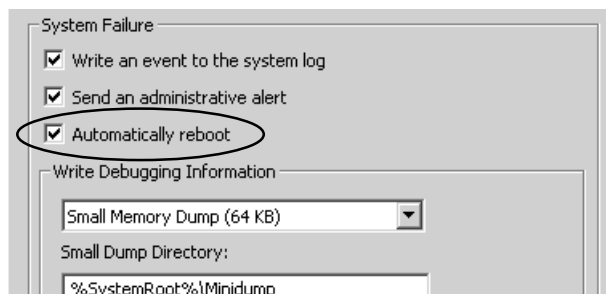 System Failure
Write an event to the system log
Send an administrative alert
Automatically reboot
Write Debugging Information
Small Memory Dump (64 KB)
Small Dump Directory:
%SystemRoot%\Minidump